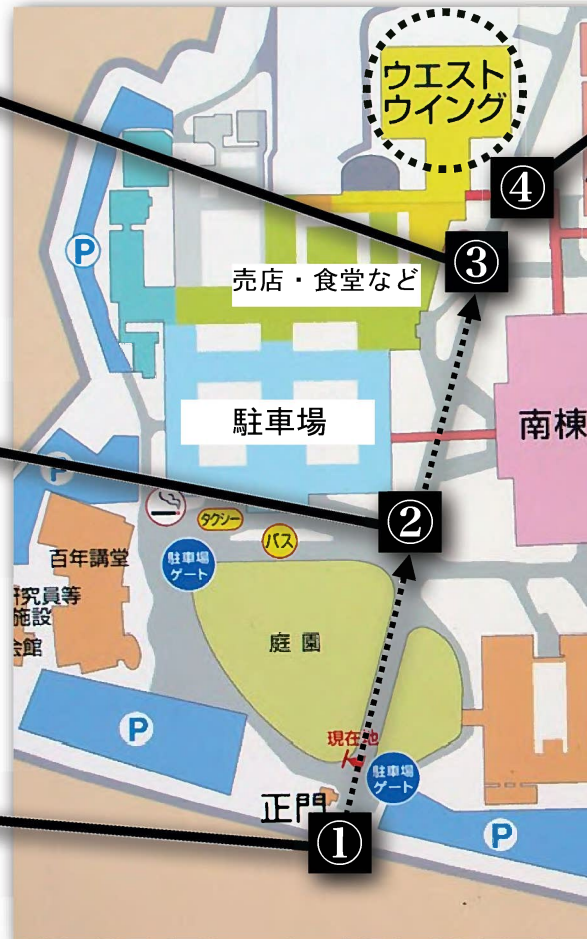 ウエスト
ウイング
④
③
P
売店・食堂など
駐車場
南棟
P
②
タクシー
バス
百年講堂
駐車場
ゲート
研究員等
施設
会館
庭園
P
現在地
駐車場
ゲート
正門
①
P